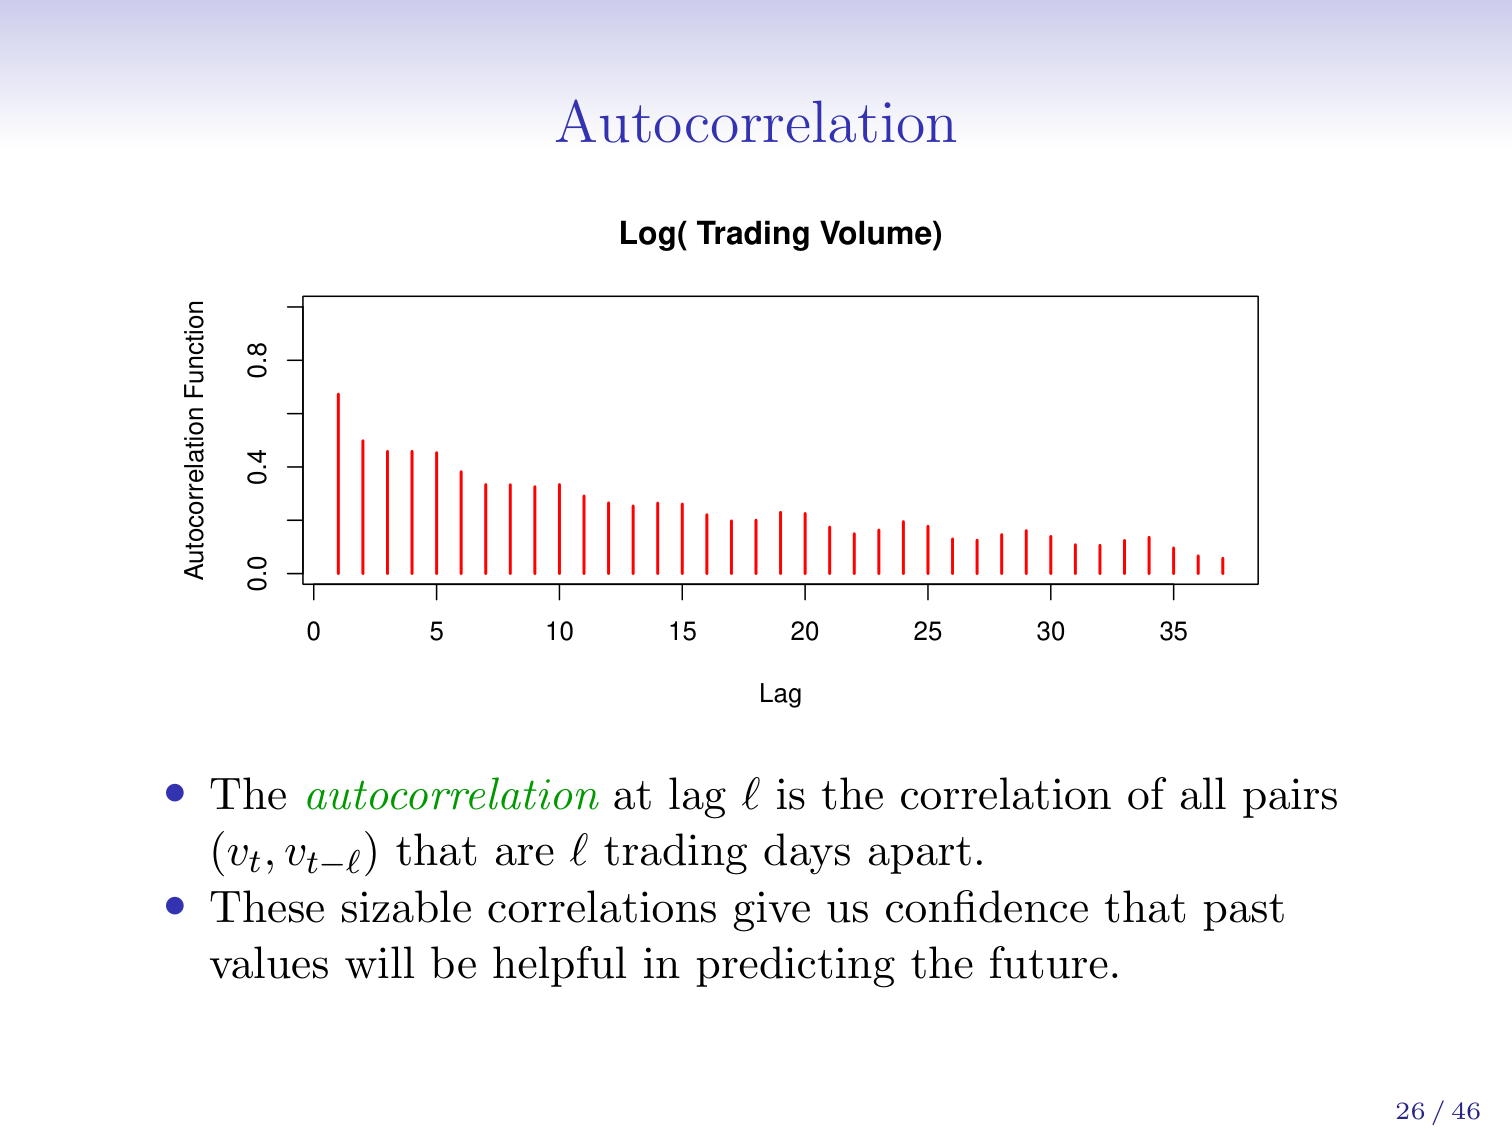 Autocorrelation
Log( Trading Volume)
Autocorrelation Function
0.8
0.4
0.0
0 5 10 15 20 25 30 35
Lag
• The autocorrelation at lag ℓ is the correlation of all pairs
(vₜ, vₜ₋ℓ) that are ℓ trading days apart.
• These sizable correlations give us confidence that past
values will be helpful in predicting the future.
26 / 46